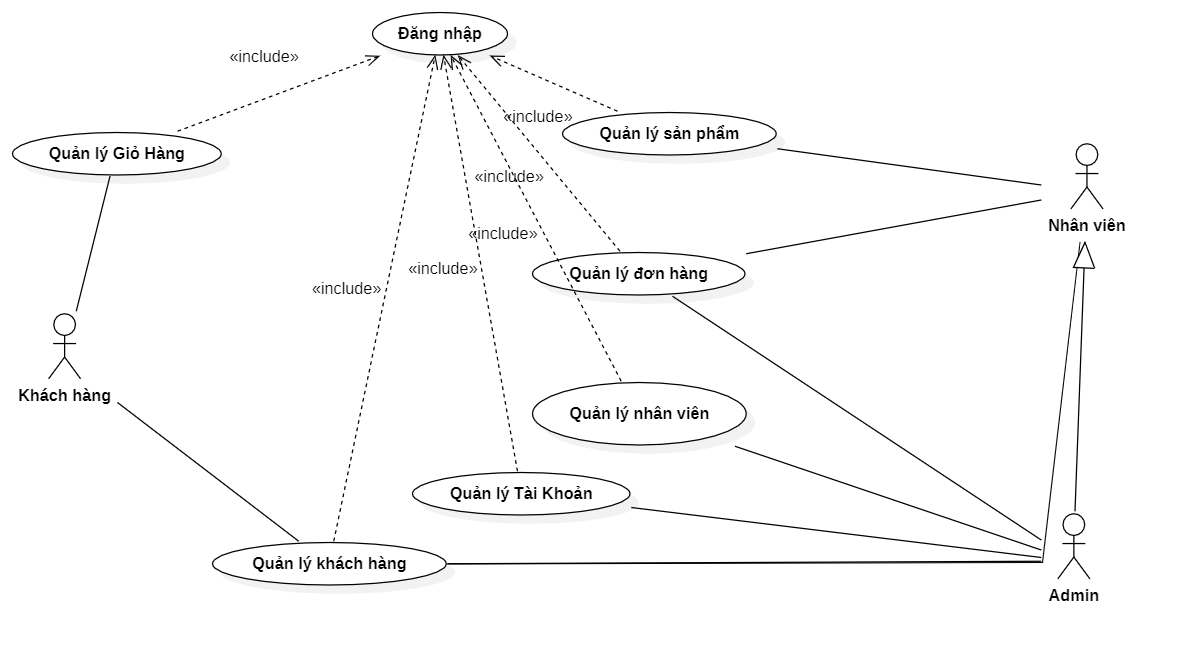 Đăng nhập
«include»
«include»
Quản lý sản phẩm
Quản lý Giỏ Hàng
«include»
Nhân viên
«include»
«include»
Quản lý đơn hàng
«include»
Khách hàng
Quản lý nhân viên
Quản lý Tài Khoản
Quản lý khách hàng
Admin